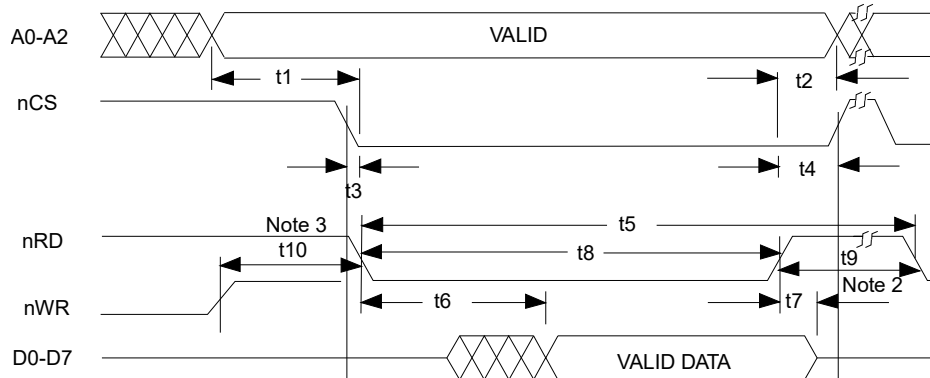 A0-A2
VALID
t1
t2
nCS
t3
t4
Note 3
t5
nRD
t10
t8
t9
Note 2
nWR
t6
t7
D0-D7
VALID DATA